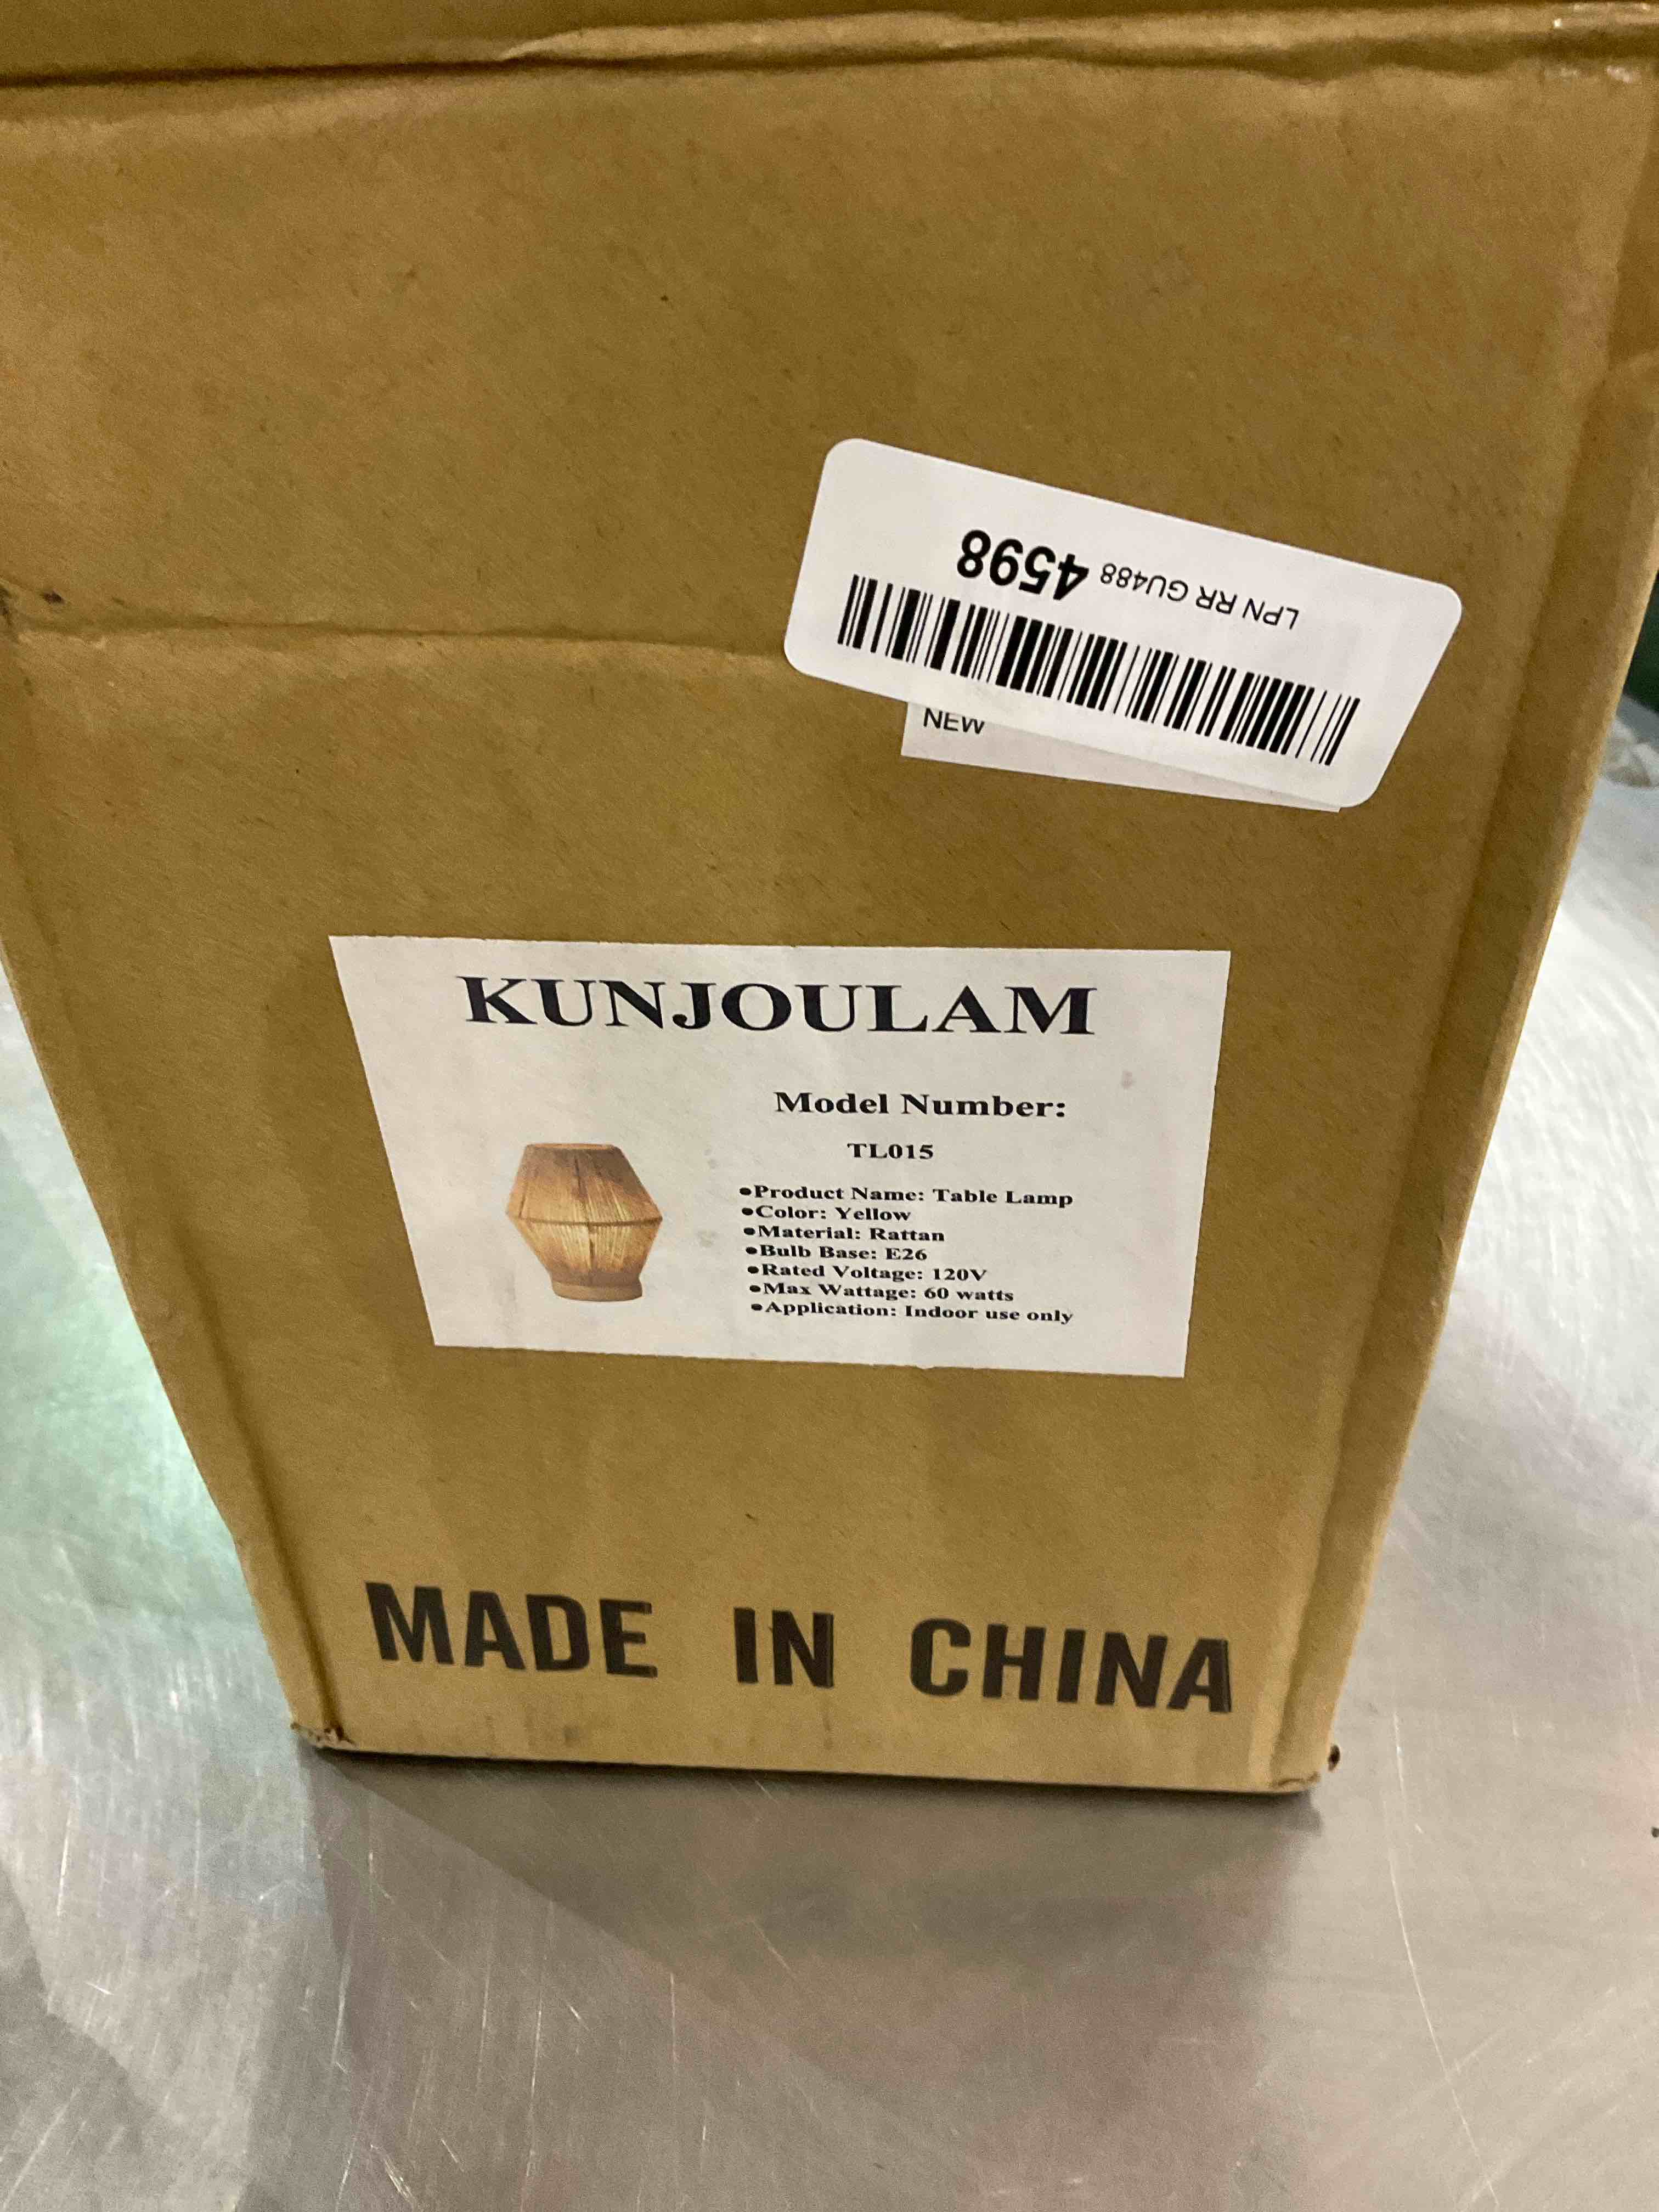 LPN RR GU488 4598
NEW
KUNJOULAM
Model Number:
TL015
•Product Name: Table Lamp
•Color: Yellow
•Material: Rattan
•Bulb Base: E26
•Rated Voltage: 120V
•Max Wattage: 60 watts
•Application: Indoor use only
MADE IN CHINA